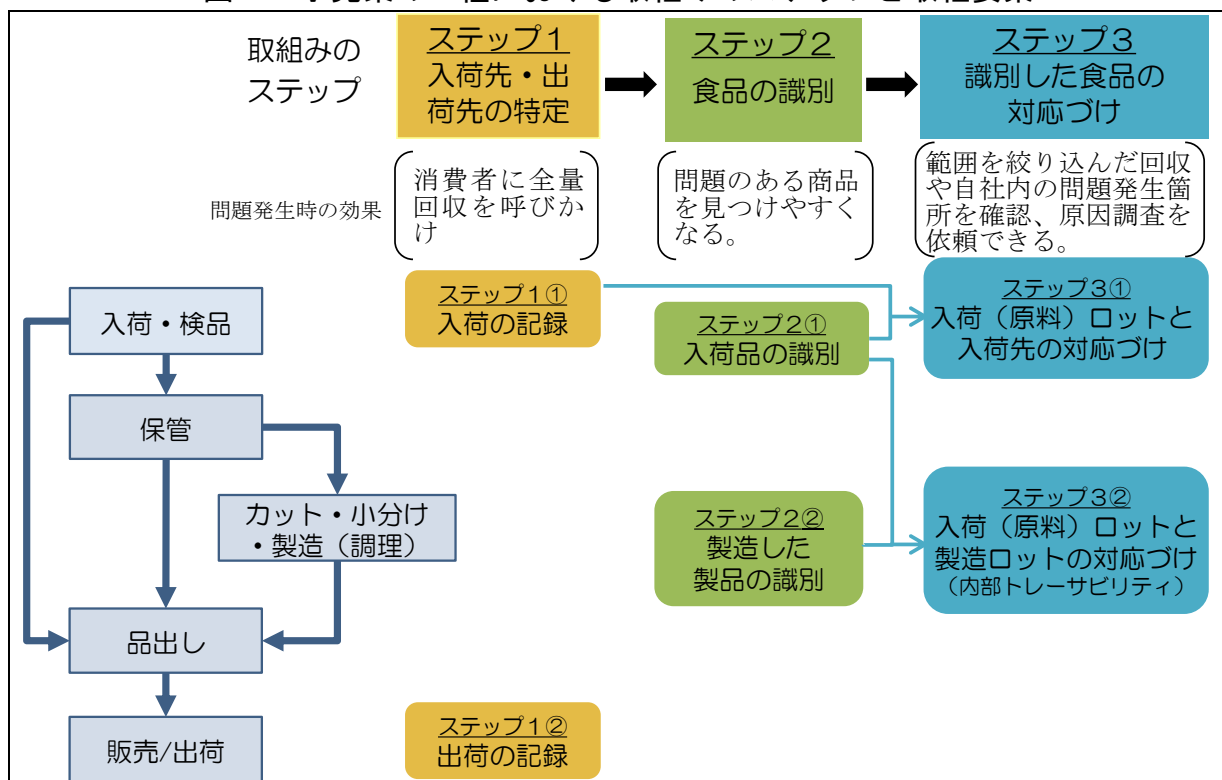 取組みの
ステップ
ステップ１
入荷先・出
荷先の特定
ステップ２
食品の識別
ステップ３
識別した食品の
対応づけ
問題発生時の効果
消費者に全量
回収を呼びかけ
問題のある商品
を見つけやすく
なる。
範囲を絞り込んだ回収
や自社内の問題発生箇
所を確認、原因調査を
依頼できる。
入荷・検品
ステップ１①
入荷の記録
ステップ２①
入荷品の識別
ステップ３①
入荷（原料）ロットと
入荷先の対応づけ
保管
カット・小分け
・製造（調理）
ステップ２②
製造した
製品の識別
ステップ３②
入荷（原料）ロットと
製造ロットの対応づけ
（内部トレーサビリティ）
品出し
販売/出荷
ステップ１②
出荷の記録